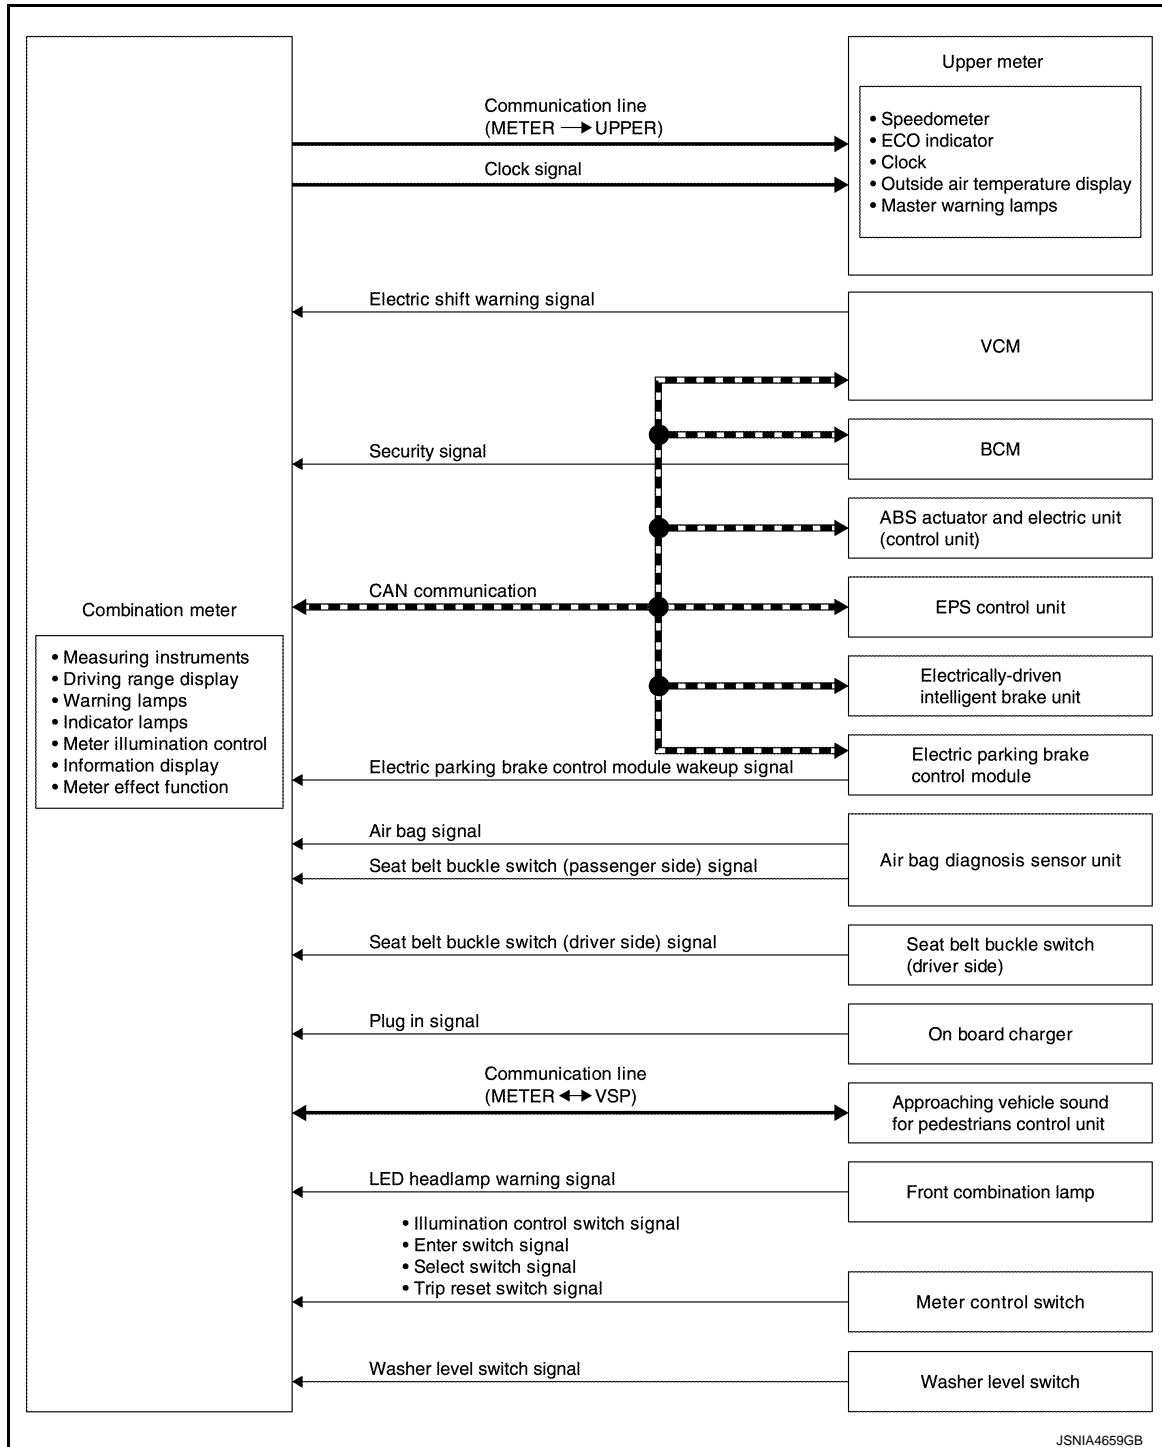 Upper meter
Communication line
(METER → UPPER)
• Speedometer
• ECO indicator
• Clock
• Outside air temperature display
• Master warning lamps
Clock signal
Electric shift warning signal
VCM
Security signal
BCM
ABS actuator and electric unit
(control unit)
CAN communication
EPS control unit
Combination meter
• Measuring instruments
• Driving range display
• Warning lamps
• Indicator lamps
• Meter illumination control
• Information display
• Meter effect function
Electrically-driven
intelligent brake unit
Electric parking brake control module wakeup signal
Electric parking brake
control module
Air bag signal
Seat belt buckle switch (passenger side) signal
Air bag diagnosis sensor unit
Seat belt buckle switch (driver side) signal
Seat belt buckle switch
(driver side)
Plug in signal
On board charger
Communication line
(METER ↔ VSP)
Approaching vehicle sound
for pedestrians control unit
LED headlamp warning signal
Front combination lamp
• Illumination control switch signal
• Enter switch signal
• Select switch signal
• Trip reset switch signal
Meter control switch
Washer level switch signal
Washer level switch
JSNIA4659GB